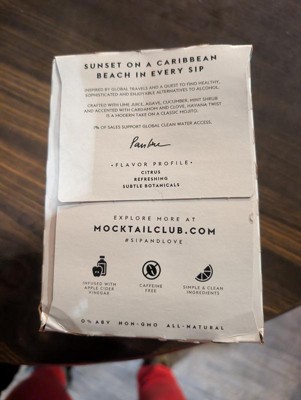 SUNSET ON A CARIBBEAN
BEACH IN EVERY SIP
INSPIRED BY GLOBAL TRAVELS AND A QUEST TO FIND HEALTHY,
SOPHISTICATED AND ENJOYABLE ALTERNATIVES TO ALCOHOL.
CRAFTED WITH LIME JUICE, AGAVE, CUCUMBER, MINT SHRUB
AND ACCENTED WITH CARDAMOM AND CLOVE, HAVANA TWIST
IS A MODERN TAKE ON A CLASSIC MOJITO.
% OF SALES SUPPORT GLOBAL CLEAN WATER ACCESS.
Pauline
•FLAVOR PROFILE•
CITRUS
REFRESHING
SUBTLE BOTANICALS
EXPLORE MORE AT
MOCKTAILCLUB.COM
#SIPANDLOVE
INFUSED WITH
APPLE CIDER
VINEGAR
CAFFEINE
FREE
SIMPLE & CLEAN
INGREDIENTS
0% ABV NON-GMO ALL-NATURAL